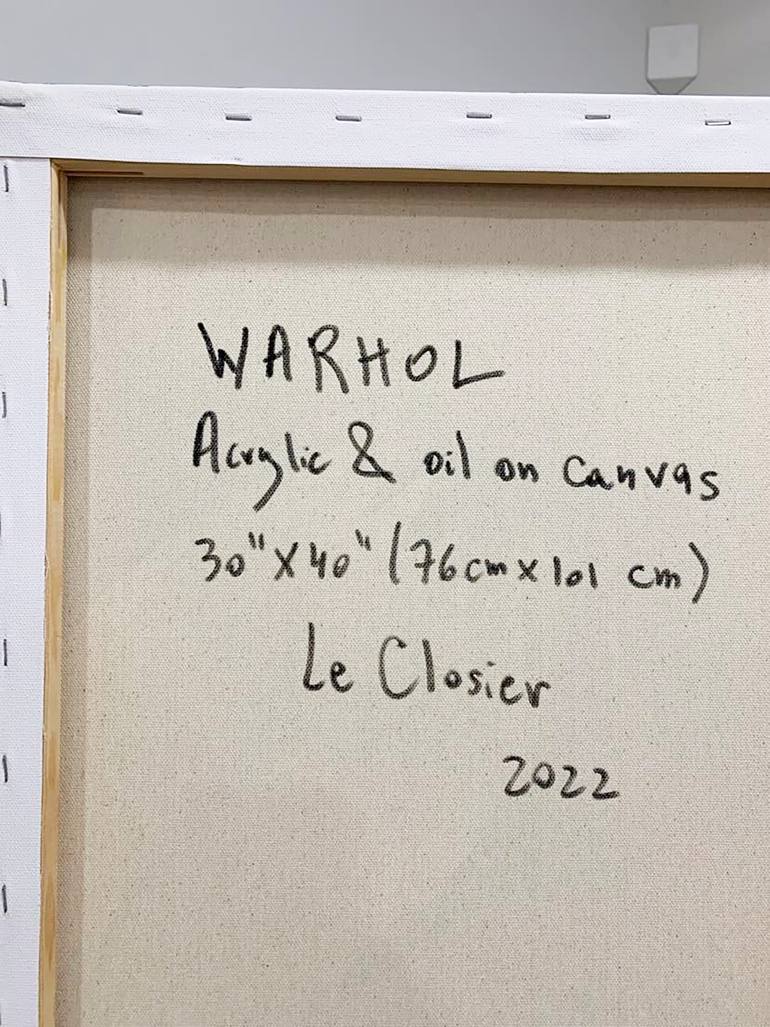 WARHOL
Acrylic & oil on canvas
30"X40" (76cm x 101 cm)
Le Closier
2022